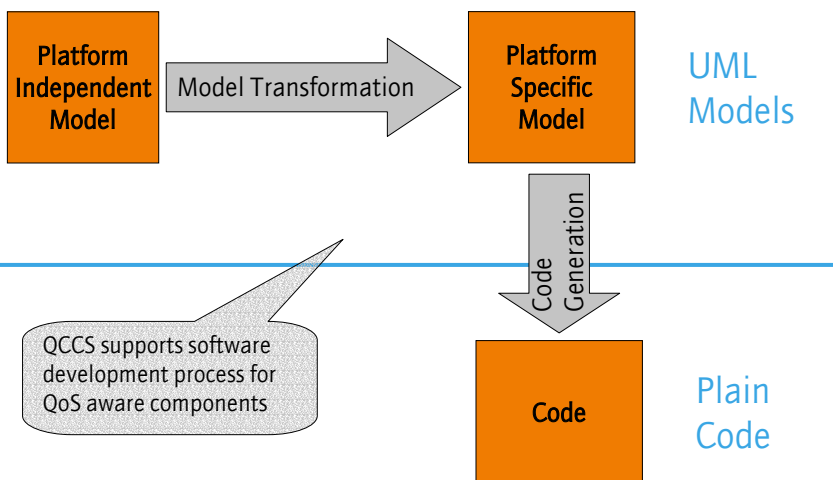 Platform
Independent
Model
Model Transformation
Platform
Specific
Model
UML
Models
Code
Generation
QCCS supports software
development process for
QoS aware components
Code
Plain
Code